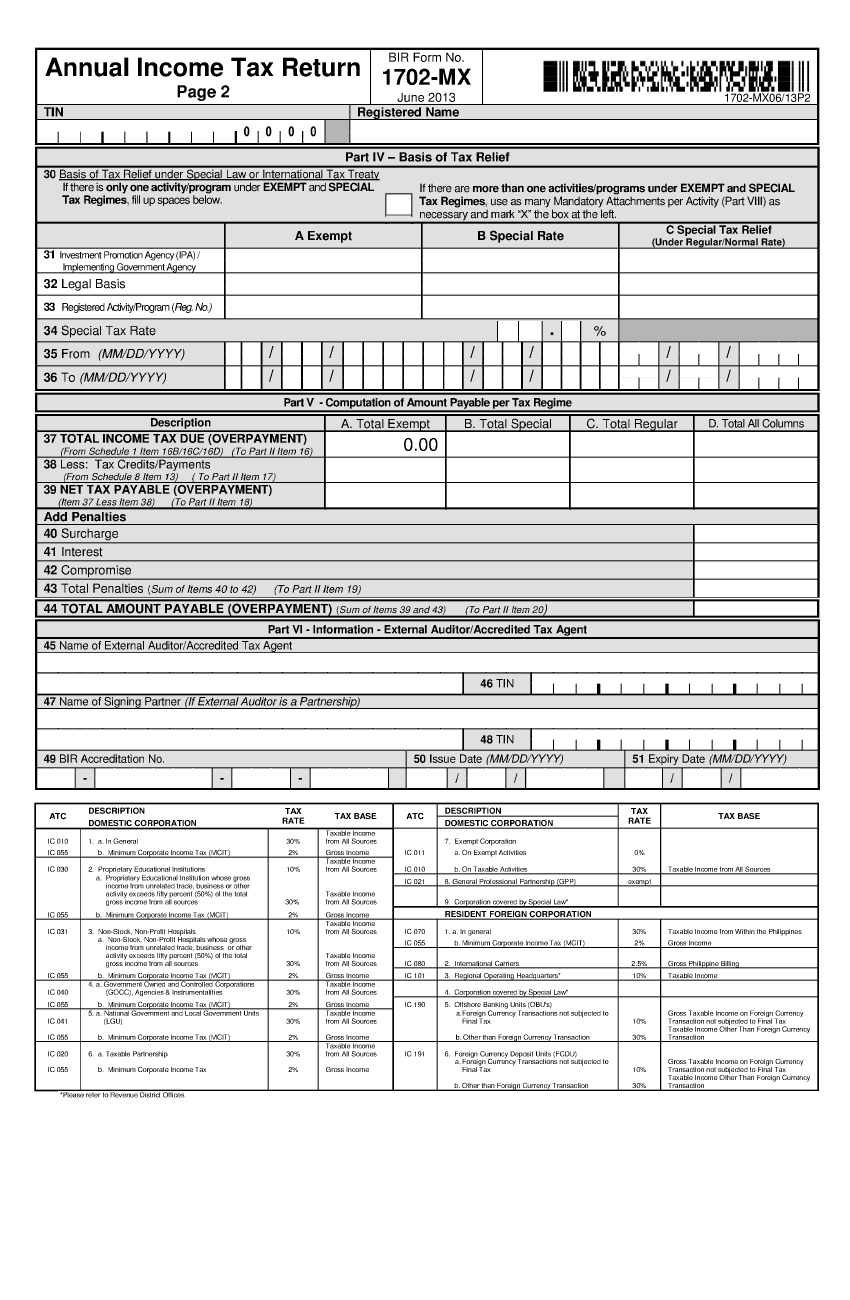 Annual Income Tax Return
Page 2
BIR Form No.
1702-MX
June 2013
1702-MX06/13P2
TIN Registered Name
0 0 0 0
Part IV – Basis of Tax Relief
30 Basis of Tax Relief under Special Law or International Tax Treaty
If there is only one activity/program under EXEMPT and SPECIAL
Tax Regimes, fill up spaces below.
If there are more than one activities/programs under EXEMPT and SPECIAL
Tax Regimes, use as many Mandatory Attachments per Activity (Part VIII) as
necessary and mark “X” the box at the left.
A Exempt B Special Rate C Special Tax Relief
(Under Regular/Normal Rate)
31 Investment Promotion Agency (IPA) /
Implementing Government Agency
32 Legal Basis
33 Registered Activity/Program (Reg. No.)
34 Special Tax Rate . %
35 From (MM/DD/YYYY) / / / / / /
36 To (MM/DD/YYYY) / / / / / /
Part V - Computation of Amount Payable per Tax Regime
Description A. Total Exempt B. Total Special C. Total Regular D. Total All Columns
37 TOTAL INCOME TAX DUE (OVERPAYMENT) 0.00
(From Schedule 1 Item 16B/16C/16D) (To Part II Item 16)
38 Less: Tax Credits/Payments
(From Schedule 8 Item 13) ( To Part II Item 17)
39 NET TAX PAYABLE (OVERPAYMENT)
(Item 37 Less Item 38) (To Part II Item 18)
Add Penalties
40 Surcharge
41 Interest
42 Compromise
43 Total Penalties (Sum of Items 40 to 42) (To Part II Item 19)
44 TOTAL AMOUNT PAYABLE (OVERPAYMENT) (Sum of Items 39 and 43) (To Part II Item 20)
Part VI - Information - External Auditor/Accredited Tax Agent
45 Name of External Auditor/Accredited Tax Agent
46 TIN
47 Name of Signing Partner (If External Auditor is a Partnership)
48 TIN
49 BIR Accreditation No. 50 Issue Date (MM/DD/YYYY) 51 Expiry Date (MM/DD/YYYY)
- - - / / / /
ATC DESCRIPTION TAX RATE TAX BASE
DOMESTIC CORPORATION
IC 010 1. a. In General 30% Taxable Income from All Sources
IC 055 b. Minimum Corporate Income Tax (MCIT) 2% Gross Income
IC 030 2. Proprietary Educational Institutions 10% Taxable Income from All Sources
a. Proprietary Educational Institution whose gross
income from unrelated trade, business or other
activity exceeds fifty percent (50%) of the total
gross income from all sources 30% Taxable Income from All Sources
IC 055 b. Minimum Corporate Income Tax (MCIT) 2% Gross Income
IC 031 3. Non-Stock, Non-Profit Hospitals 10% Taxable Income from All Sources
a. Non-Stock, Non-Profit Hospitals whose gross
income from unrelated trade, business or other
activity exceeds fifty percent (50%) of the total
gross income from all sources 30% Taxable Income from All Sources
IC 055 b. Minimum Corporate Income Tax (MCIT) 2% Gross Income
4. a. Government Owned and Controlled Corporations
IC 040 (GOCC), Agencies & Instrumentalities 30% Taxable Income from All Sources
IC 055 b. Minimum Corporate Income Tax (MCIT) 2% Gross Income
5. a. National Government and Local Government Units
IC 041 (LGU) 30% Taxable Income from All Sources
IC 055 b. Minimum Corporate Income Tax (MCIT) 2% Gross Income
IC 020 6. a. Taxable Partnership 30% Taxable Income from All Sources
IC 055 b. Minimum Corporate Income Tax 2% Gross Income
ATC DESCRIPTION TAX RATE TAX BASE
DOMESTIC CORPORATION
7. Exempt Corporation
IC 011 a. On Exempt Activities 0%
IC 010 b. On Taxable Activities 30% Taxable Income from All Sources
IC 021 8. General Professional Partnership (GPP) exempt
9. Corporation covered by Special Law*
RESIDENT FOREIGN CORPORATION
IC 070 1. a. In general 30% Taxable Income from Within the Philippines
IC 055 b. Minimum Corporate Income Tax (MCIT) 2% Gross Income
IC 080 2. International Carriers 2.5% Gross Philippine Billing
IC 101 3. Regional Operating Headquarters* 10% Taxable Income
4. Corporation covered by Special Law*
IC 190 5. Offshore Banking Units (OBU's)
a. Foreign Currency Transactions not subjected to
Final Tax 10% Gross Taxable Income on Foreign Currency
Transaction not subjected to Final Tax
b. Other than Foreign Currency Transaction 30% Taxable Income Other Than Foreign Currency
Transaction
IC 191 6. Foreign Currency Deposit Units (FCDU)
a. Foreign Currency Transactions not subjected to
Final Tax 10% Gross Taxable Income on Foreign Currency
Transaction not subjected to Final Tax
b. Other than Foreign Currency Transaction 30% Taxable Income Other Than Foreign Currency
Transaction
*Please refer to Revenue District Offices